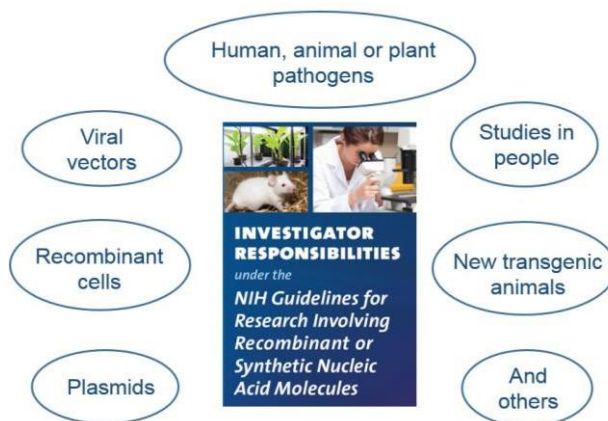 Human, animal or plant
pathogens
Viral
vectors
Studies in
people
Recombinant
cells
New transgenic
animals
Plasmids
And
others
INVESTIGATOR
RESPONSIBILITIES
under the
NIH Guidelines for
Research Involving
Recombinant or
Synthetic Nucleic
Acid Molecules